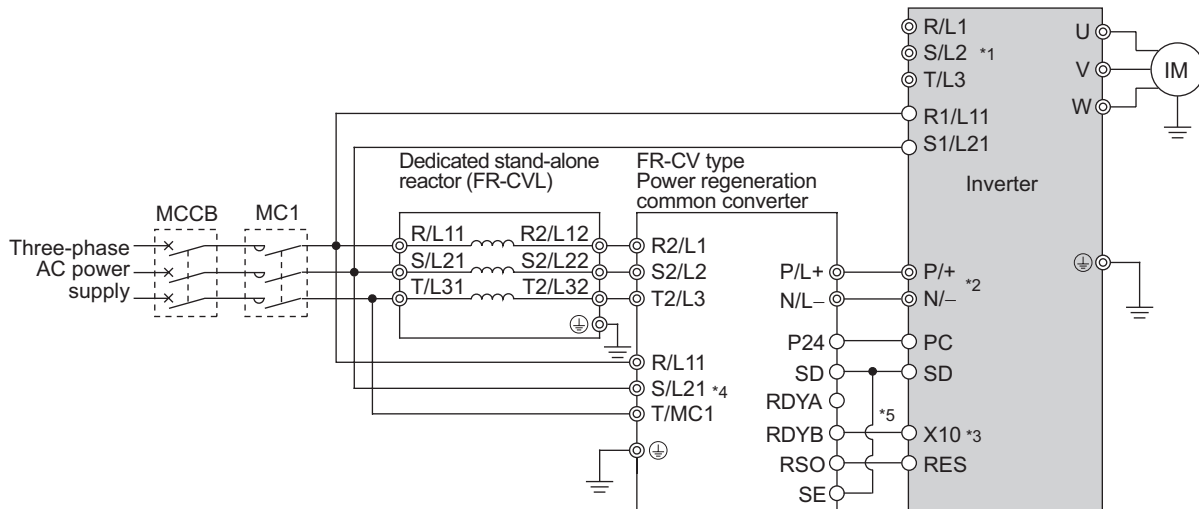 R/L1
S/L2 *1
T/L3
R1/L11
S1/L21
U
V
W
IM
Inverter
Dedicated stand-alone
reactor (FR-CVL)
FR-CV type
Power regeneration
common converter
MCCB
MC1
Three-phase
AC power
supply
R/L11 R2/L12
S/L21 S2/L22
T/L31 T2/L32
R2/L1
S2/L2
T2/L3
R/L11
S/L21 *4
T/MC1
P/L+
N/L−
P24
SD
RDYA
RDYB
RSO
SE
*5
P/+
*2
N/−
PC
SD
X10 *3
RES